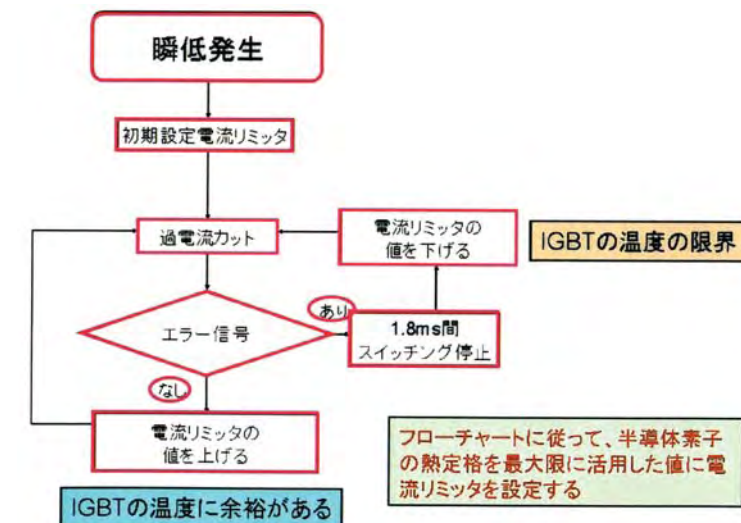 瞬低発生
初期設定電流リミッタ
過電流カット
電流リミッタの
値を下げる
IGBTの温度の限界
エラー信号
あり
1.8ms間
スイッチング停止
なし
電流リミッタの
値を上げる
フローチャートに従って、半導体素子
の熱定格を最大限に活用した値に電
流リミッタを設定する
IGBTの温度に余裕がある